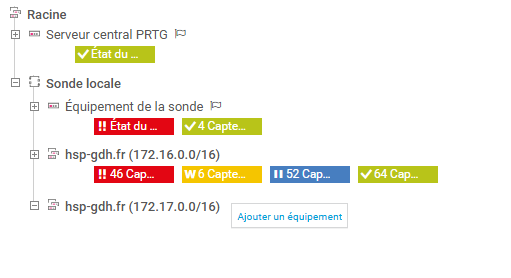 Racine
Serveur central PRTG
État du ...
Sonde locale
Équipement de la sonde
!! État du ...
4 Capte...
hsp-gdh.fr (172.16.0.0/16)
!! 46 Cap...
W 6 Capte...
52 Cap...
64 Cap...
hsp-gdh.fr (172.17.0.0/16)
Ajouter un équipement